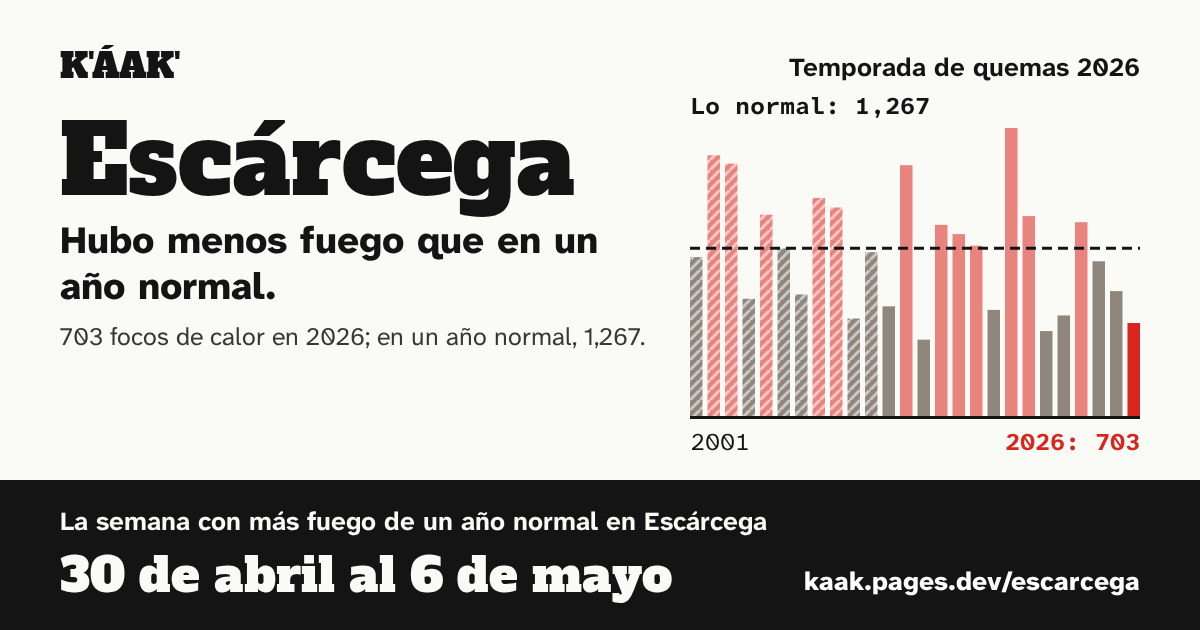 K'ÁAK'
Escárcega
Hubo menos fuego que en un
año normal.
703 focos de calor en 2026; en un año normal, 1,267.
Temporada de quemas 2026
Lo normal: 1,267
2001
2026: 703
La semana con más fuego de un año normal en Escárcega
30 de abril al 6 de mayo
kaak.pages.dev/escarcega